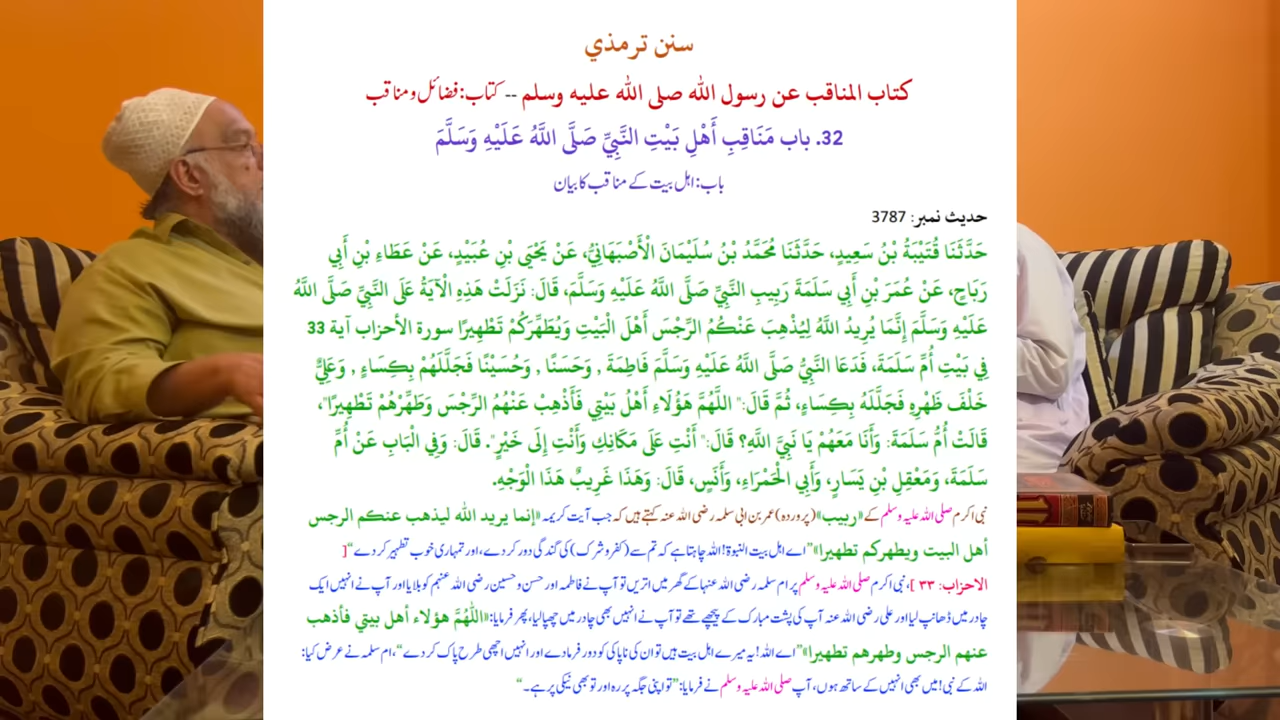 سنن ترمذي
كتاب المناقب عن رسول الله صلى الله عليه وسلم -- کتاب: فضائل و مناقب
32. باب مَنَاقِبِ أَهْلِ بَيْتِ النَّبِيِّ صَلَّى اللَّهُ عَلَيْهِ وَسَلَّمَ
باب: اہل بیت کے مناقب کا بیان
حدیث نمبر: 3787
حَدَّثَنَا قُتَيْبَةُ بْنُ سَعِيدٍ، حَدَّثَنَا مُحَمَّدُ بْنُ سُلَيْمَانَ الْأَصْبَهَانِيُّ، عَنْ يَحْيَى بْنِ عُبَيْدٍ، عَنْ عَطَاءِ بْنِ أَبِي
رَبَاحٍ، عَنْ عُمَرَ بْنِ أَبِي سَلَمَةَ رَبِيبِ النَّبِيِّ صَلَّى اللَّهُ عَلَيْهِ وَسَلَّمَ، قَالَ: نَزَلَتْ هَذِهِ الْآيَةُ عَلَى النَّبِيِّ صَلَّى اللَّهُ
عَلَيْهِ وَسَلَّمَ إِنَّمَا يُرِيدُ اللَّهُ لِيُذْهِبَ عَنْكُمُ الرِّجْسَ أَهْلَ الْبَيْتِ وَيُطَهِّرَكُمْ تَطْهِيرًا سورة الأحزاب آية 33
فِي بَيْتِ أُمِّ سَلَمَةَ، فَدَعَا النَّبِيُّ صَلَّى اللَّهُ عَلَيْهِ وَسَلَّمَ فَاطِمَةَ , وَحَسَنًا , وَحُسَيْنًا فَجَلَّلَهُمْ بِكِسَاءٍ , وَعَلِيٌّ
خَلْفَ ظَهْرِهِ فَجَلَّلَهُ بِكِسَاءٍ، ثُمَّ قَالَ:" اللَّهُمَّ هَؤُلَاءِ أَهْلُ بَيْتِي فَأَذْهِبْ عَنْهُمُ الرِّجْسَ وَطَهِّرْهُمْ تَطْهِيرًا"،
قَالَتْ أُمُّ سَلَمَةَ: وَأَنَا مَعَهُمْ يَا نَبِيَّ اللَّهِ؟ قَالَ:" أَنْتِ عَلَى مَكَانِكِ وَأَنْتِ إِلَى خَيْرٍ". قَالَ: وَفِي الْبَاب عَنْ أُمِّ
سَلَمَةَ، وَمَعْقِلِ بْنِ يَسَارٍ، وَأَبِي الْحَمْرَاءِ، وَأَنَسٍ، قَالَ: وَهَذَا غَرِيبٌ هَذَا الْوَجْهِ.
نبی اکرم صلی اللہ علیہ وسلم کے «ربيب» (پروردہ) عمر بن ابی سلمہ رضی الله عنہ کہتے ہیں کہ جب آیت کریمہ «إنما يريد الله ليذهب عنكم الرجس
أهل البيت ويطهركم تطهيرا» ”اے اہل بیت النبوۃ! اللہ چاہتا ہے کہ تم سے (کفر و شرک) کی گندگی دور کر دے، اور تمہاری خوب تطہیر کر دے“ [
الاحزاب: ۳۳ ]، نبی اکرم صلی اللہ علیہ وسلم پر ام سلمہ رضی الله عنہا کے گھر میں اتریں تو آپ نے فاطمہ اور حسن و حسین رضی الله عنہم کو بلایا اور آپ نے انہیں ایک
چادر میں ڈھانپ لیا اور علی رضی الله عنہ آپ کی پشت مبارک کے پیچھے تھے تو آپ نے انہیں بھی چادر میں چھپا لیا، پھر فرمایا: «اللَّهُمَّ هؤلاء أهل بيتي فأذهب
عنهم الرجس وطهرهم تطهيرا» ”اے اللہ! یہ میرے اہل بیت ہیں تو ان کی ناپاکی کو دور فرما دے اور انہیں اچھی طرح پاک کر دے“، ام سلمہ نے عرض کیا:
اللہ کے نبی! میں بھی انہیں کے ساتھ ہوں، آپ صلی اللہ علیہ وسلم نے فرمایا: ”تو اپنی جگہ پر رہ اور تو بھی نیکی پر ہے۔“